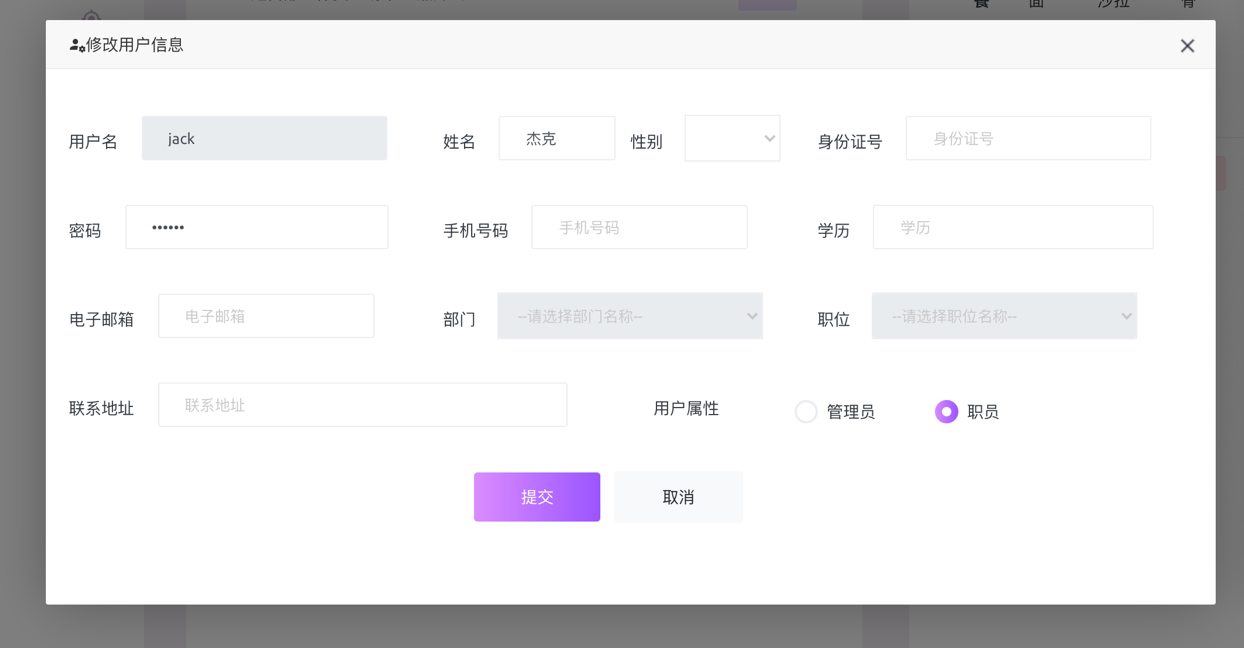 修改用户信息
用户名 jack 姓名 杰克 性别 身份证号 身份证号
密码 •••••• 手机号码 手机号码 学历 学历
电子邮箱 电子邮箱 部门 --请选择部门名称-- 职位 --请选择职位名称--
联系地址 联系地址 用户属性 管理员 职员
提交 取消